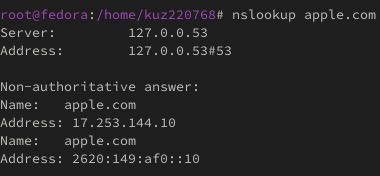 root@fedora:/home/kuz220768# nslookup apple.com
Server:         127.0.0.53
Address:        127.0.0.53#53

Non-authoritative answer:
Name:   apple.com
Address: 17.253.144.10
Name:   apple.com
Address: 2620:149:af0::10